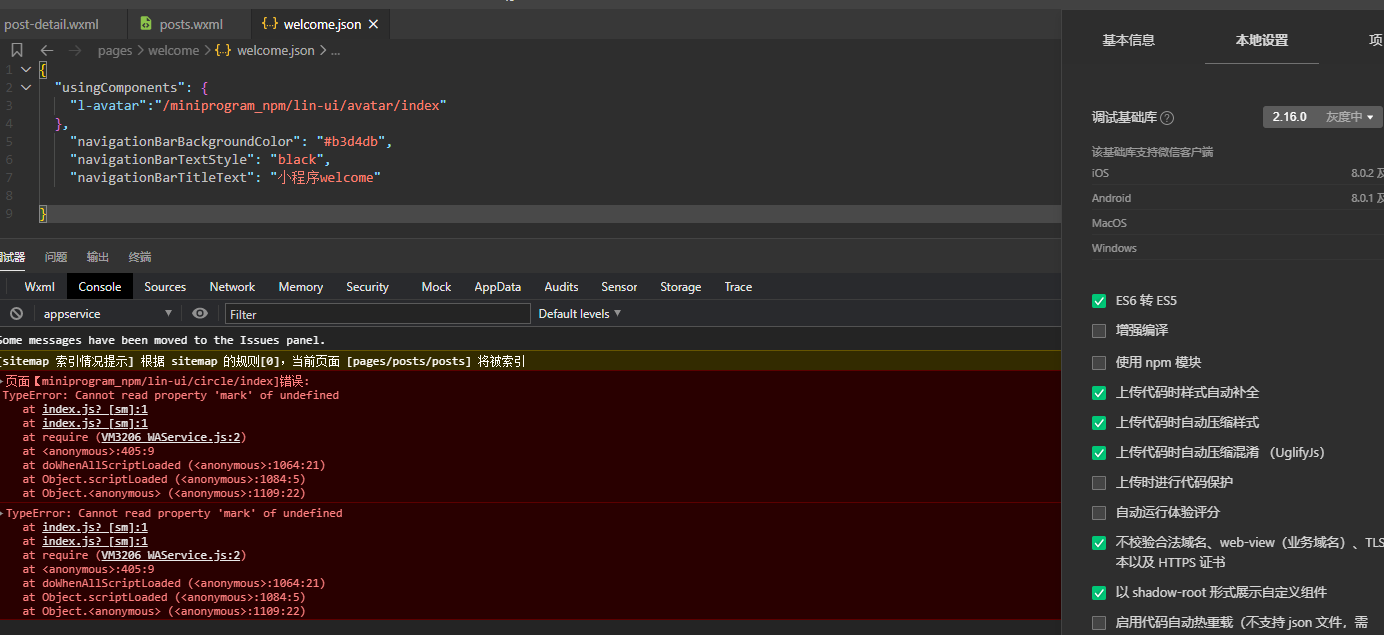 post-detail.wxml
posts.wxml
{..} welcome.json ×
pages > welcome > {..} welcome.json > ...
1 {
2 "usingComponents": {
3 "l-avatar":"/miniprogram_npm/lin-ui/avatar/index"
4 },
5 "navigationBarBackgroundColor": "#b3d4db",
6 "navigationBarTextStyle": "black",
7 "navigationBarTitleText": "小程序welcome"
8
9 }
试器 问题 输出 终端
Wxml Console Sources Network Memory Security Mock AppData Audits Sensor Storage Trace
appservice Filter Default levels
Some messages have been moved to the Issues panel.
[sitemap 索引情况提示] 根据 sitemap 的规则[0]，当前页面 [pages/posts/posts] 将被索引
页面【miniprogram_npm/lin-ui/circle/index]错误:
TypeError: Cannot read property 'mark' of undefined
at index.js? [sm]:1
at index.js? [sm]:1
at require (VM3206 WAService.js:2)
at <anonymous>:405:9
at doWhenAllScriptLoaded (<anonymous>:1064:21)
at Object.scriptLoaded (<anonymous>:1084:5)
at Object.<anonymous> (<anonymous>:1109:22)
TypeError: Cannot read property 'mark' of undefined
at index.js? [sm]:1
at index.js? [sm]:1
at require (VM3206 WAService.js:2)
at <anonymous>:405:9
at doWhenAllScriptLoaded (<anonymous>:1064:21)
at Object.scriptLoaded (<anonymous>:1084:5)
at Object.<anonymous> (<anonymous>:1109:22)
基本信息 本地设置 项
调试基础库 ? 2.16.0 灰度中
该基础库支持微信客户端
iOS 8.0.2 及
Android 8.0.1 及
MacOS
Windows
ES6 转 ES5
增强编译
使用 npm 模块
上传代码时样式自动补全
上传代码时自动压缩样式
上传代码时自动压缩混淆 （UglifyJs)
上传时进行代码保护
自动运行体验评分
不校验合法域名、web-view（业务域名）、TLS
本以及 HTTPS 证书
以 shadow-root 形式展示自定义组件
启用代码自动热重载（不支持 json 文件，需